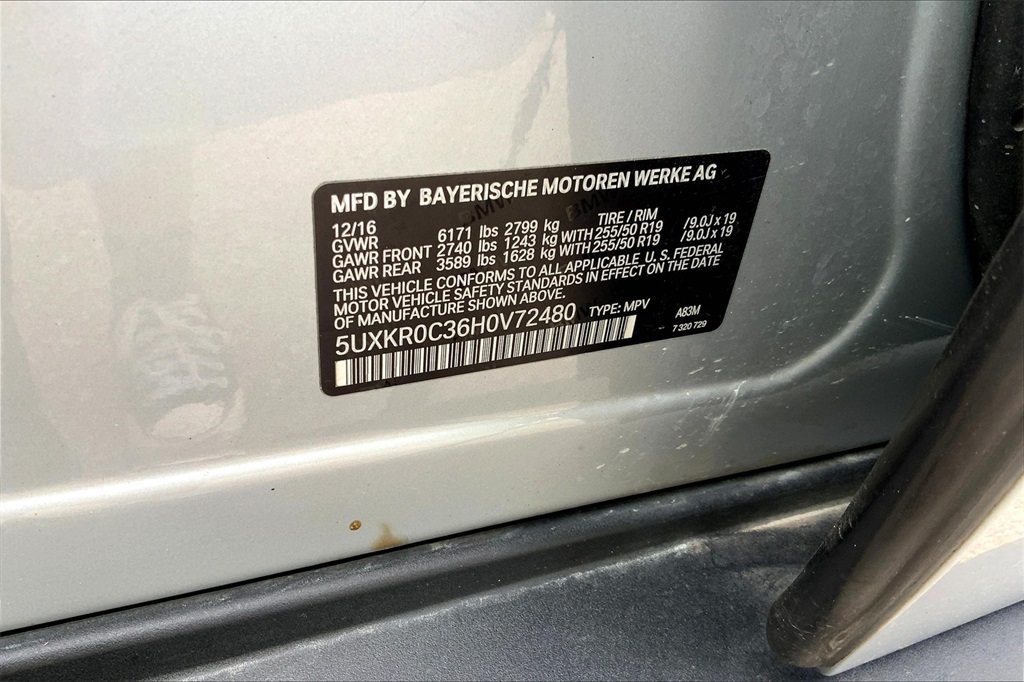 MFD BY BAYERISCHE MOTOREN WERKE AG
12/16 TIRE / RIM
GVWR 6171 lbs 2799 kg
GAWR FRONT 2740 lbs 1243 kg WITH 255/50 R19 /9.0J x 19
GAWR REAR 3589 lbs 1628 kg WITH 255/50 R19 /9.0J x 19
THIS VEHICLE CONFORMS TO ALL APPLICABLE U. S. FEDERAL
MOTOR VEHICLE SAFETY STANDARDS IN EFFECT ON THE DATE
OF MANUFACTURE SHOWN ABOVE.
5UXKR0C36H0V72480 TYPE: MPV A83M
7 320 729